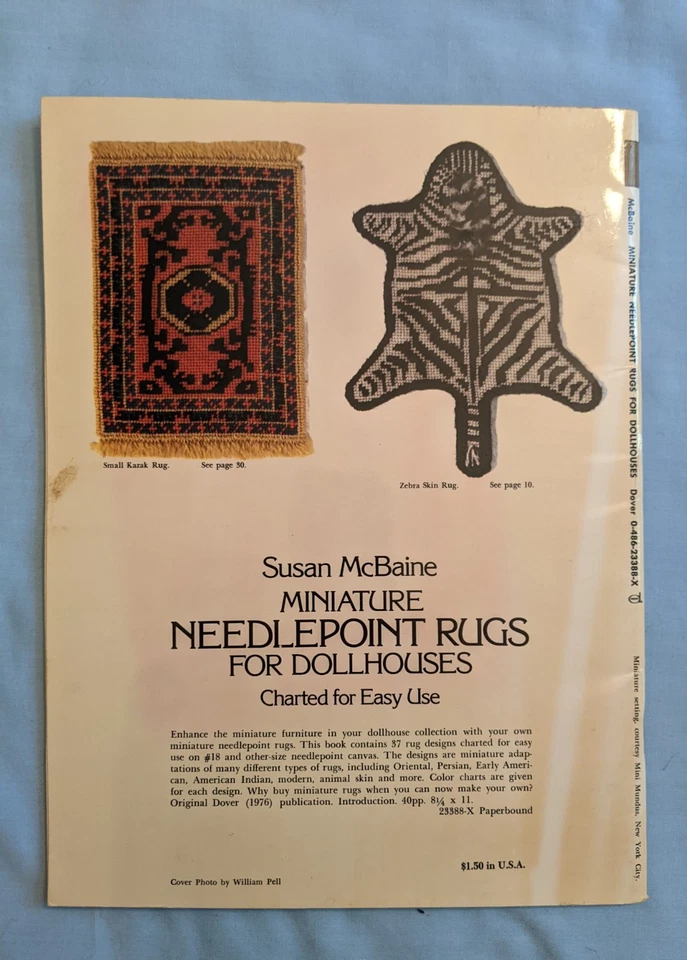 Small Kazak Rug. See page 30.
Zebra Skin Rug. See page 10.
Susan McBaine
MINIATURE
NEEDLEPOINT RUGS
FOR DOLLHOUSES
Charted for Easy Use
Enhance the miniature furniture in your dollhouse collection with your own
miniature needlepoint rugs. This book contains 37 rug designs charted for easy
use on #18 and other-size needlepoint canvas. The designs are miniature adap-
tations of many different types of rugs, including Oriental, Persian, Early Ameri-
can, American Indian, modern, animal skin and more. Color charts are given
for each design. Why buy miniature rugs when you can now make your own?
Original Dover (1976) publication. Introduction. 40pp. 8¼ x 11.
23388-X Paperbound
$1.50 in U.S.A.
Cover Photo by William Pell
McBaine MINIATURE NEEDLEPOINT RUGS FOR DOLLHOUSES Dover 0-486-23388-X
Miniature setting, courtesy Mini Mundus, New York City.